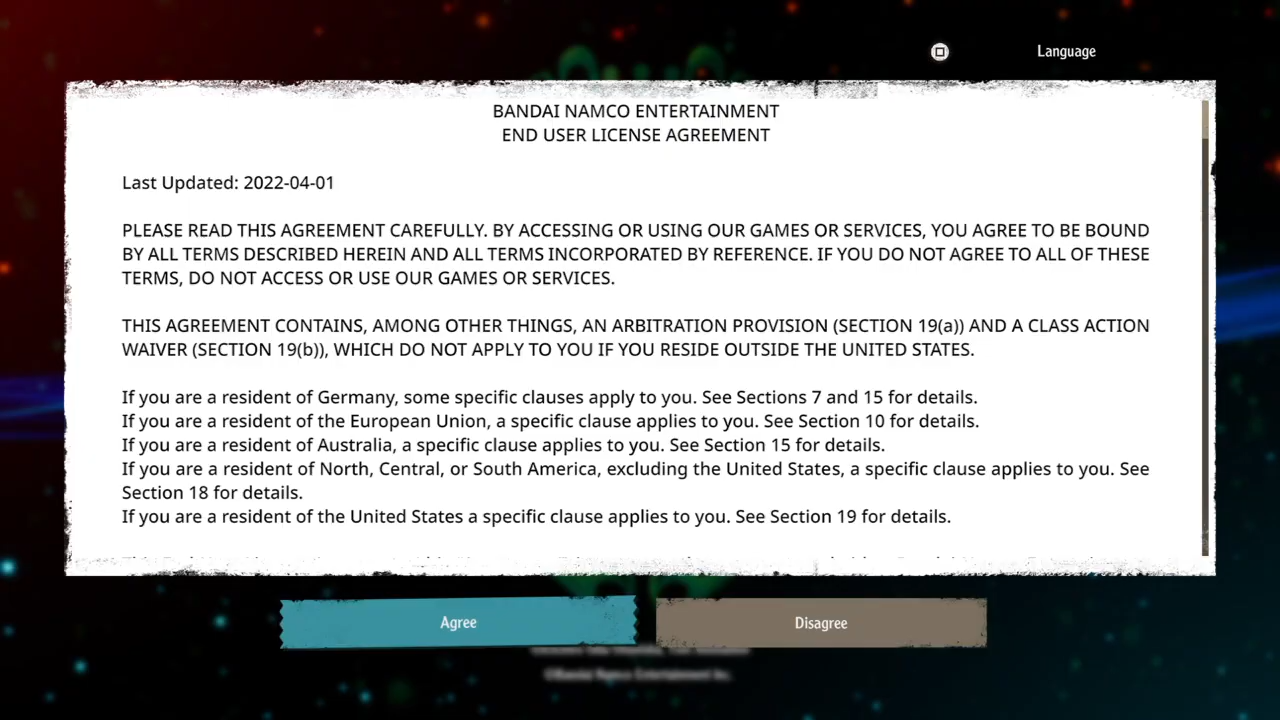 Language
BANDAI NAMCO ENTERTAINMENT
END USER LICENSE AGREEMENT
Last Updated: 2022-04-01
PLEASE READ THIS AGREEMENT CAREFULLY. BY ACCESSING OR USING OUR GAMES OR SERVICES, YOU AGREE TO BE BOUND
BY ALL TERMS DESCRIBED HEREIN AND ALL TERMS INCORPORATED BY REFERENCE. IF YOU DO NOT AGREE TO ALL OF THESE
TERMS, DO NOT ACCESS OR USE OUR GAMES OR SERVICES.
THIS AGREEMENT CONTAINS, AMONG OTHER THINGS, AN ARBITRATION PROVISION (SECTION 19(a)) AND A CLASS ACTION
WAIVER (SECTION 19(b)), WHICH DO NOT APPLY TO YOU IF YOU RESIDE OUTSIDE THE UNITED STATES.
If you are a resident of Germany, some specific clauses apply to you. See Sections 7 and 15 for details.
If you are a resident of the European Union, a specific clause applies to you. See Section 10 for details.
If you are a resident of Australia, a specific clause applies to you. See Section 15 for details.
If you are a resident of North, Central, or South America, excluding the United States, a specific clause applies to you. See
Section 18 for details.
If you are a resident of the United States a specific clause applies to you. See Section 19 for details.
Agree
Disagree
©Bandai Namco Entertainment Inc.